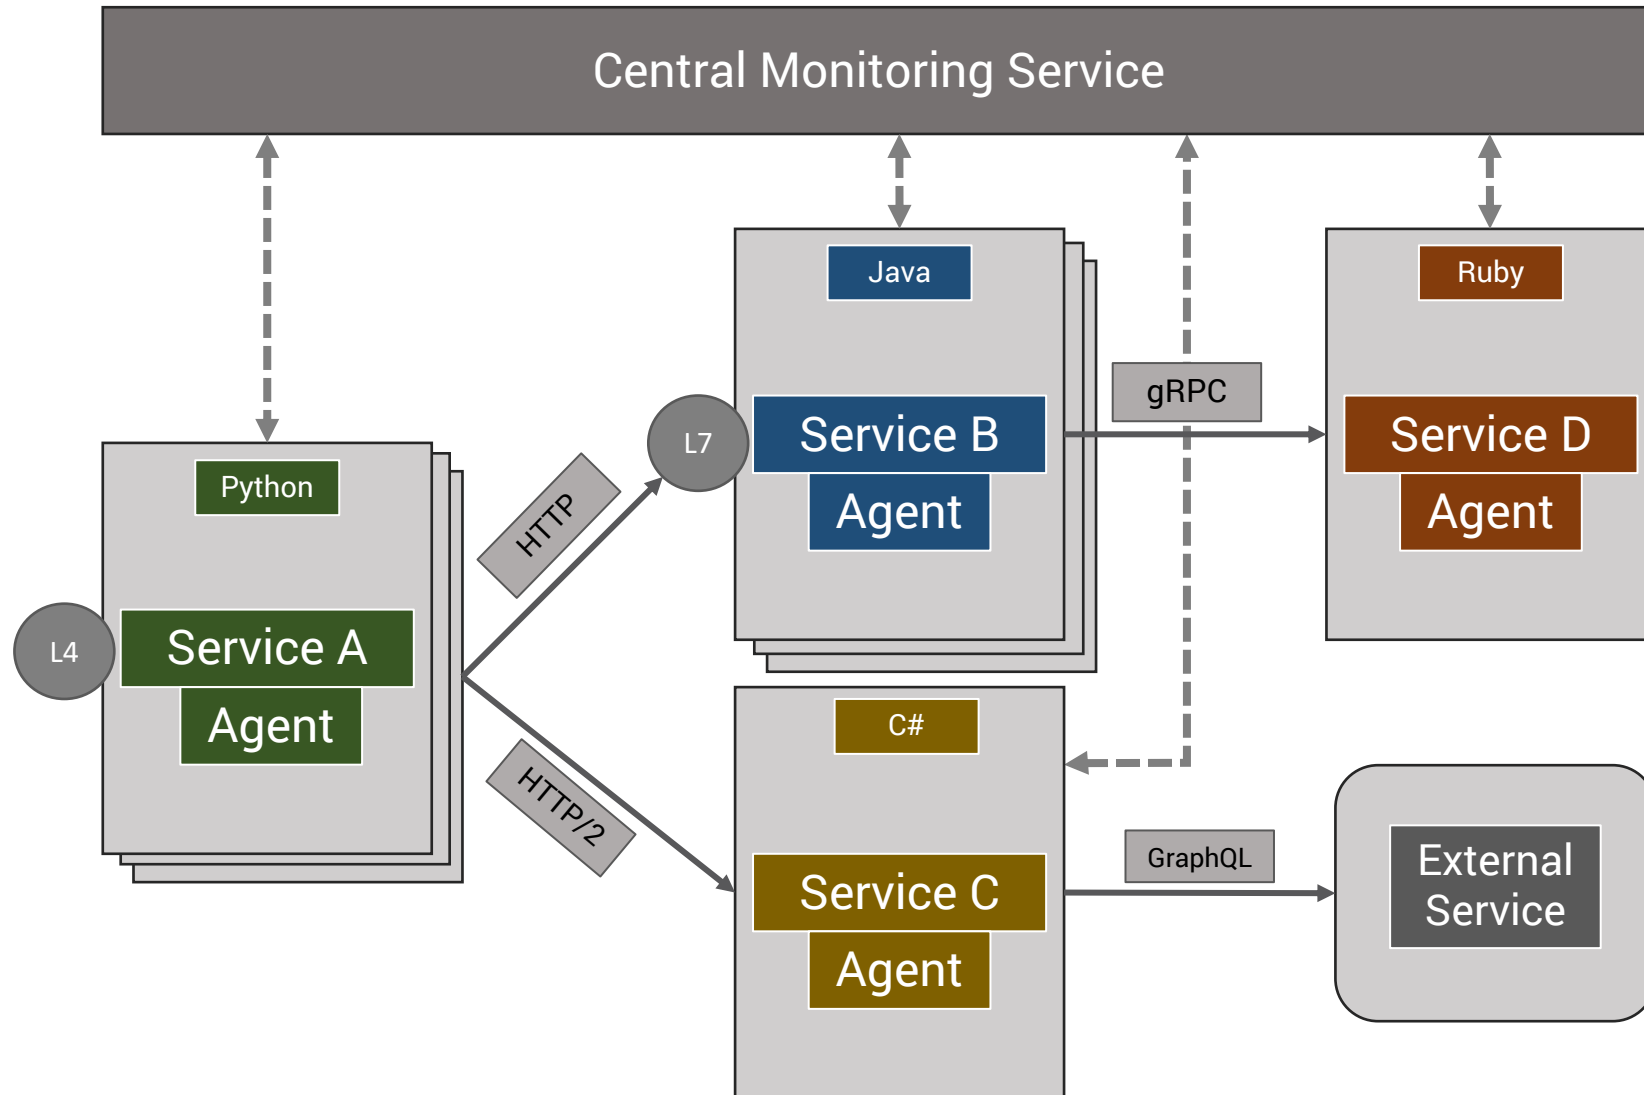 Central Monitoring Service
Java
Ruby
gRPC
Service B
Agent
Service D
Agent
L7
Python
HTTP
L4
Service A
Agent
C#
HTTP/2
GraphQL
Service C
Agent
External
Service